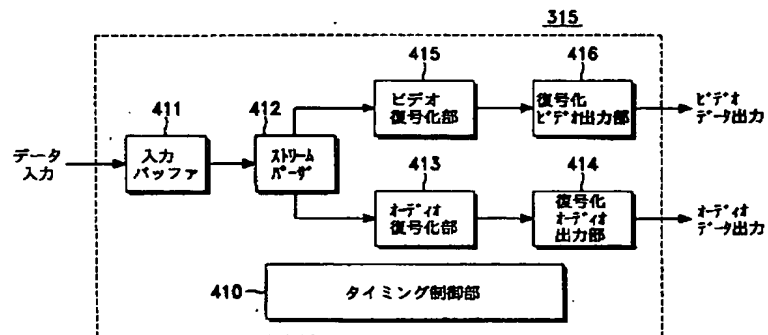 315
415
416
ビデオ
復号化部
復号化
ビデオ出力部
ビデオ
データ出力
411
412
データ
入力
入力
バッファ
ストリーム
パーザ
413
414
オーディオ
復号化部
復号化
オーディオ
出力部
オーディオ
データ出力
410
タイミング制御部